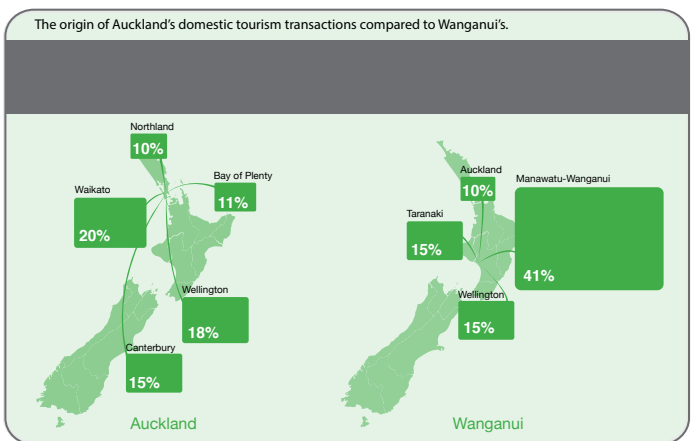 The origin of Auckland's domestic tourism transactions compared to Wanganui's.
Northland
10%
Bay of Plenty
11%
Waikato
20%
Wellington
18%
Canterbury
15%
Auckland
Auckland
10%
Manawatu-Wanganui
41%
Taranaki
15%
Wellington
15%
Wanganui